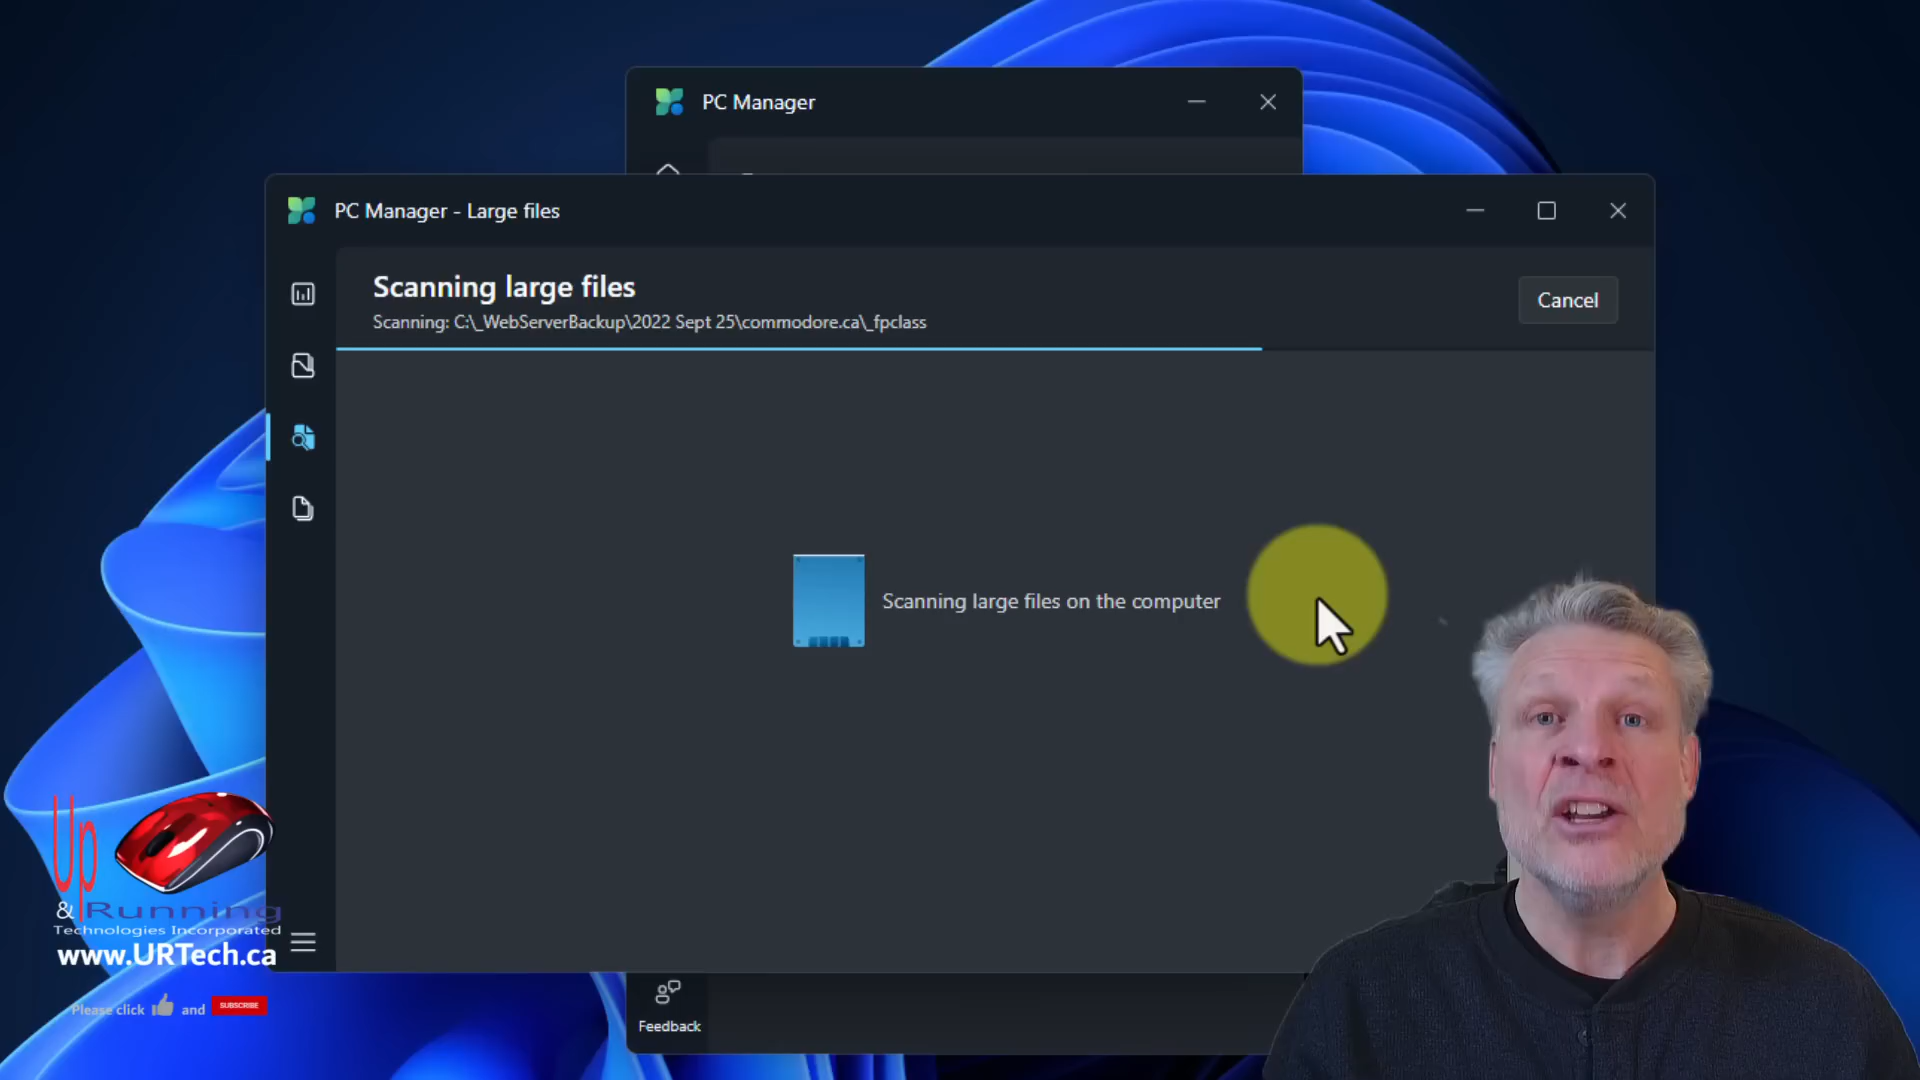 PC Manager
PC Manager - Large files
Scanning large files
Scanning: C:\_WebServerBackup\2022 Sept 25\commodore.ca\_fpclass
Cancel
Scanning large files on the computer
Up
& Running
Technologies Incorporated
www.URTech.ca
Please click and SUBSCRIBE
Feedback